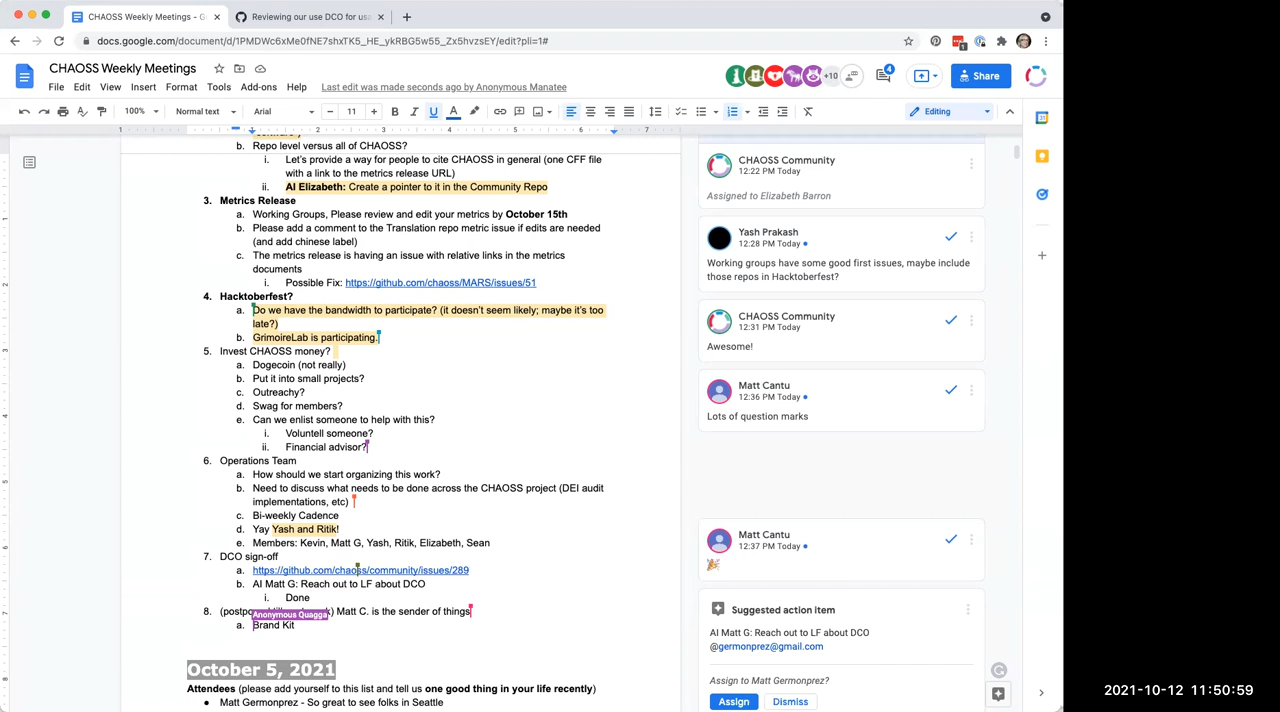 CHAOSS Weekly Meetings - G
Reviewing our use DCO for us
docs.google.com/document/d/1PMDWc6xMe0fNE7shxTK5_HE_ykRBG5w55_Zx5hvzsEY/edit?pli=1#
CHAOSS Weekly Meetings
+10
4
Share
File Edit View Insert Format Tools Add-ons Help Last edit was made seconds ago by Anonymous Manatee
100% Normal text Arial 11 B I U A Editing
1 1 2 3 4 5 6 7
b. Repo level versus all of CHAOSS?
i. Let's provide a way for people to cite CHAOSS in general (one CFF file
with a link to the metrics release URL)
ii. AI Elizabeth: Create a pointer to it in the Community Repo
3. Metrics Release
a. Working Groups, Please review and edit your metrics by October 15th
b. Please add a comment to the Translation repo metric issue if edits are needed
(and add chinese label)
c. The metrics release is having an issue with relative links in the metrics
documents
i. Possible Fix: https://github.com/chaoss/MARS/issues/51
4. Hacktoberfest?
a. Do we have the bandwidth to participate? (it doesn't seem likely; maybe it's too
late?)
b. GrimoireLab is participating.
5. Invest CHAOSS money?
a. Dogecoin (not really)
b. Put it into small projects?
c. Outreachy?
d. Swag for members?
e. Can we enlist someone to help with this?
i. Voluntell someone?
ii. Financial advisor?
6. Operations Team
a. How should we start organizing this work?
b. Need to discuss what needs to be done across the CHAOSS project (DEI audit
implementations, etc)
c. Bi-weekly Cadence
d. Yay Yash and Ritik!
e. Members: Kevin, Matt G, Yash, Ritik, Elizabeth, Sean
7. DCO sign-off
a. https://github.com/chaoss/community/issues/289
b. AI Matt G: Reach out to LF about DCO
i. Done
8. Matt C. is the sender of things
Anonymous Quagga
a. Brand Kit
October 5, 2021
Attendees (please add yourself to this list and tell us one good thing in your life recently)
● Matt Germonprez - So great to see folks in Seattle
CHAOSS Community
12:22 PM Today
Assigned to Elizabeth Barron
Yash Prakash
12:28 PM Today
Working groups have some good first issues, maybe include
those repos in Hacktoberfest?
CHAOSS Community
12:31 PM Today
Awesome!
Matt Cantu
12:36 PM Today
Lots of question marks
Matt Cantu
12:37 PM Today
🎉
Suggested action item
AI Matt G: Reach out to LF about DCO
@germonprez@gmail.com
Assign to Matt Germonprez?
Assign Dismiss
2021-10-12 11:50:59